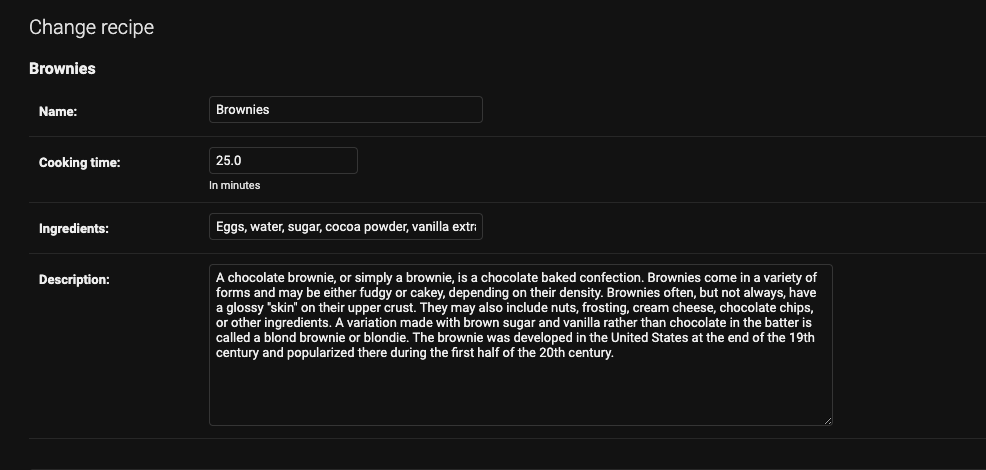 Change recipe
Brownies
Name:
Brownies
Cooking time:
25.0
In minutes
Ingredients:
Eggs, water, sugar, cocoa powder, vanilla extra
Description:
A chocolate brownie, or simply a brownie, is a chocolate baked confection. Brownies come in a variety of
forms and may be either fudgy or cakey, depending on their density. Brownies often, but not always, have
a glossy "skin" on their upper crust. They may also include nuts, frosting, cream cheese, chocolate chips,
or other ingredients. A variation made with brown sugar and vanilla rather than chocolate in the batter is
called a blond brownie or blondie. The brownie was developed in the United States at the end of the 19th
century and popularized there during the first half of the 20th century.